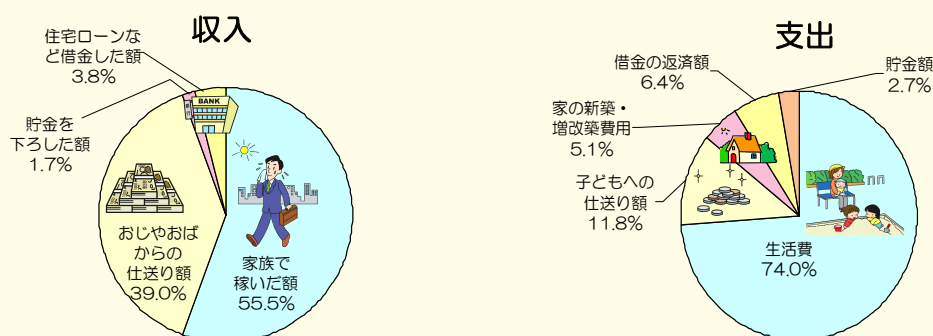 収入
住宅ローンな
ど借金した額
3.8%
貯金を
下ろした額
1.7%
BANK
おじやおば
からの
仕送り額
39.0%
家族で
稼いだ額
55.5%
支出
借金の返済額
6.4%
貯金額
2.7%
家の新築・
増改築費用
5.1%
子どもへの
仕送り額
11.8%
生活費
74.0%